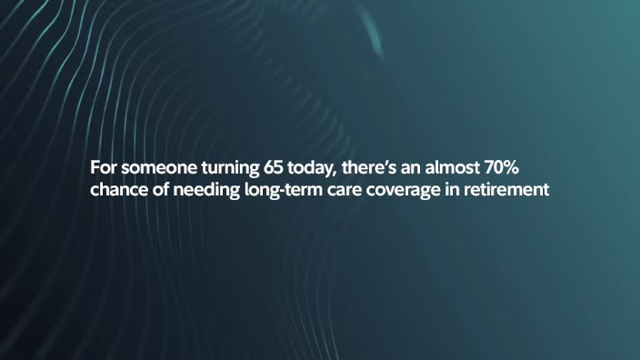 For someone turning 65 today, there's an almost 70%
chance of needing long-term care coverage in retirement